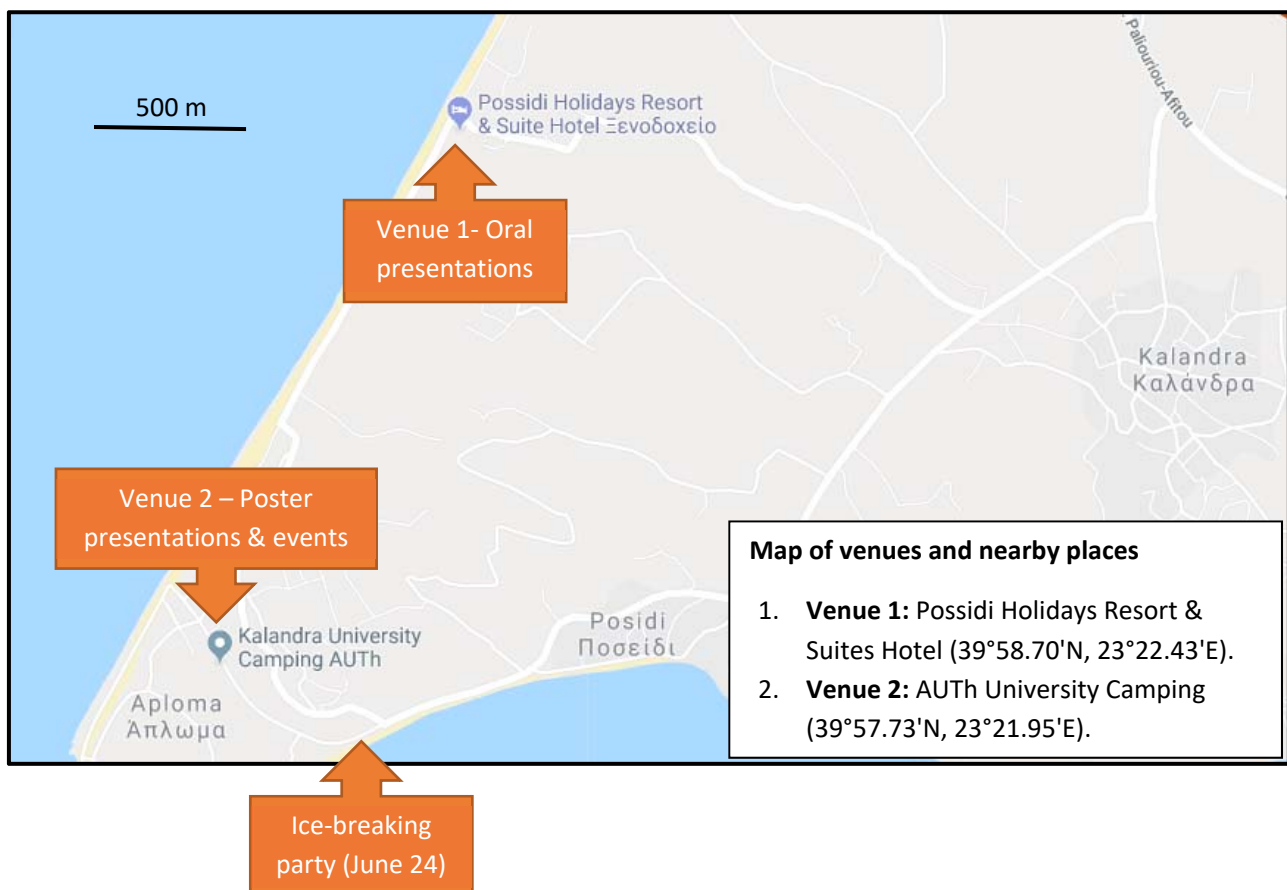 Paliouriou-Afitou
500 m
Possidi Holidays Resort
& Suite Hotel Ξενοδοχείο
Venue 1- Oral
presentations
Kalandra
Καλάνδρα
Venue 2 – Poster
presentations & events
Map of venues and nearby places
1. Venue 1: Possidi Holidays Resort &
Suites Hotel (39°58.70'N, 23°22.43'E).
2. Venue 2: AUTh University Camping
(39°57.73'N, 23°21.95'E).
Posidi
Ποσείδι
Kalandra University
Camping AUTh
Aploma
Άπλωμα
Ice-breaking
party (June 24)